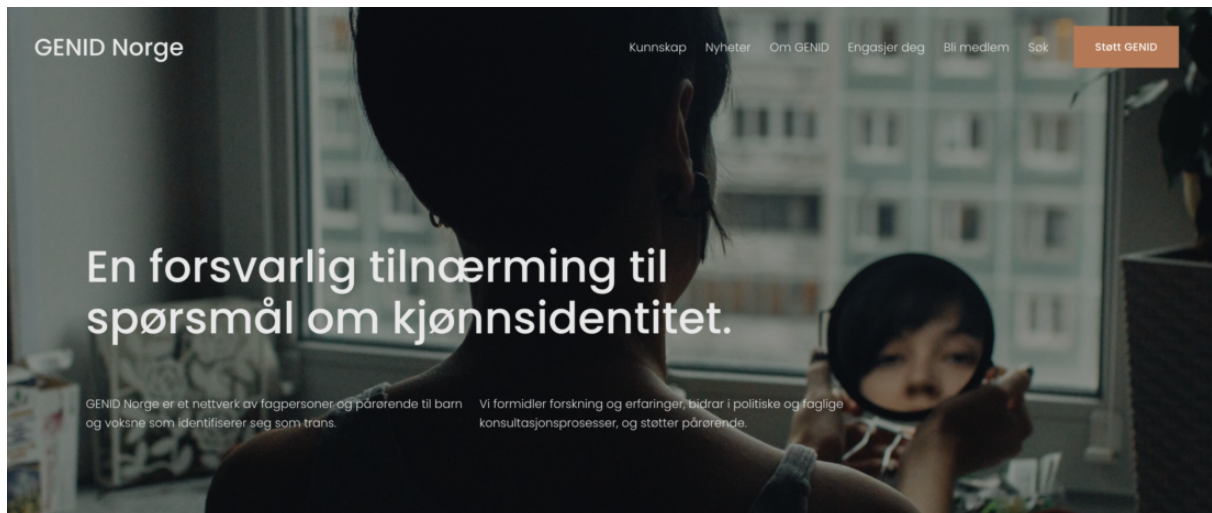 GENID Norge
Kunnskap Nyheter Om GENID Engasjer deg Bli medlem Søk Støtt GENID
En forsvarlig tilnærming til
spørsmål om kjønnsidentitet.
GENID Norge er et nettverk av fagpersoner og pårørende til barn
og voksne som identifiserer seg som trans.
Vi formidler forskning og erfaringer, bidrar i politiske og faglige
konsultasjonsprosesser, og støtter pårørende.